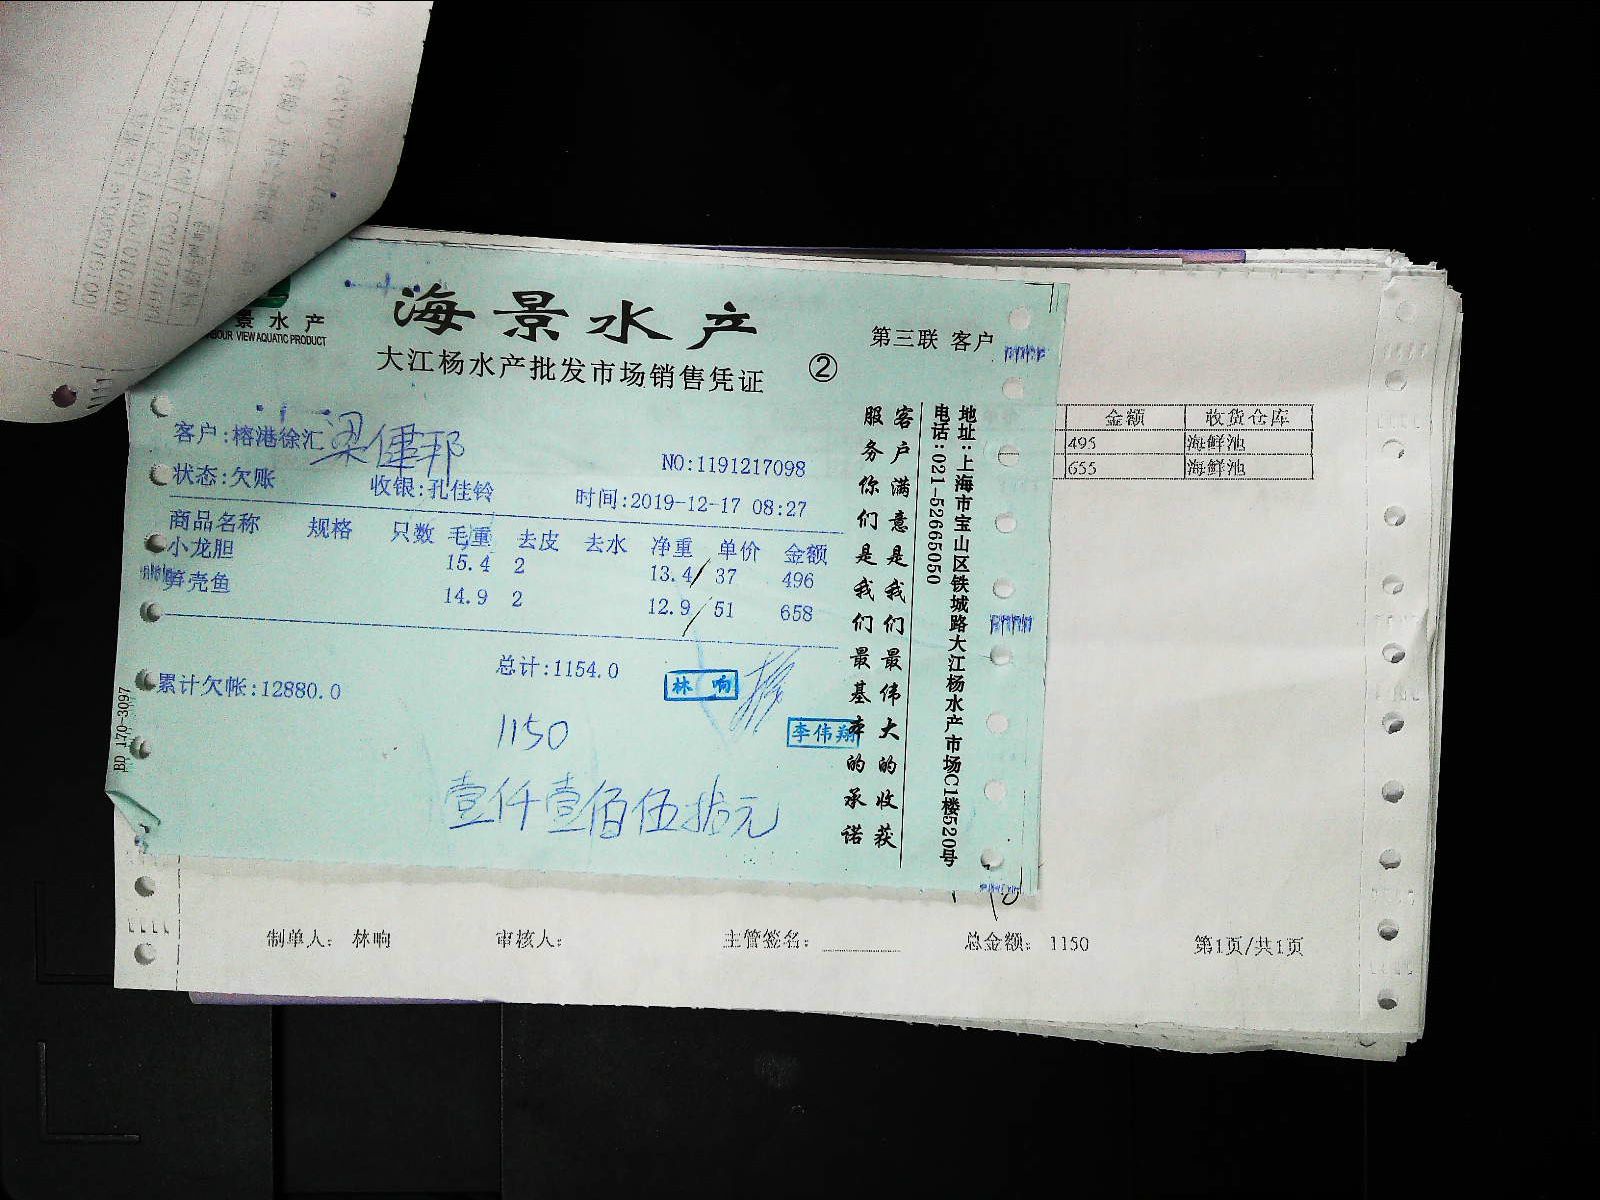 海景水产
景水产
BOUR VIEW AQUATIC PRODUCT
大江杨水产批发市场销售凭证
②
第三联 客户
客户:榕港徐汇 梁健邦
NO:1191217098
状态:欠账 收银:孔佳铃 时间:2019-12-17 08:27
商品名称 规格 只数 毛重 去皮 去水 净重 单价 金额
小龙胆 15.4 2 13.4 37 496
笋壳鱼 14.9 2 12.9 51 658
总计:1154.0
累计欠帐:12880.0
林响
李伟翔
1150
壹仟壹佰伍拾元
BD 170-3097
客户满意是我们最伟大的收获
服务你们是我们最基本的承诺
地址:上海市宝山区铁城路大江杨水产市场C1楼520号
电话:021-52665050
金额 收货仓库
495 海鲜池
655 海鲜池
制单人: 林响 审核人: 主管签名: 总金额: 1150 第1页/共1页